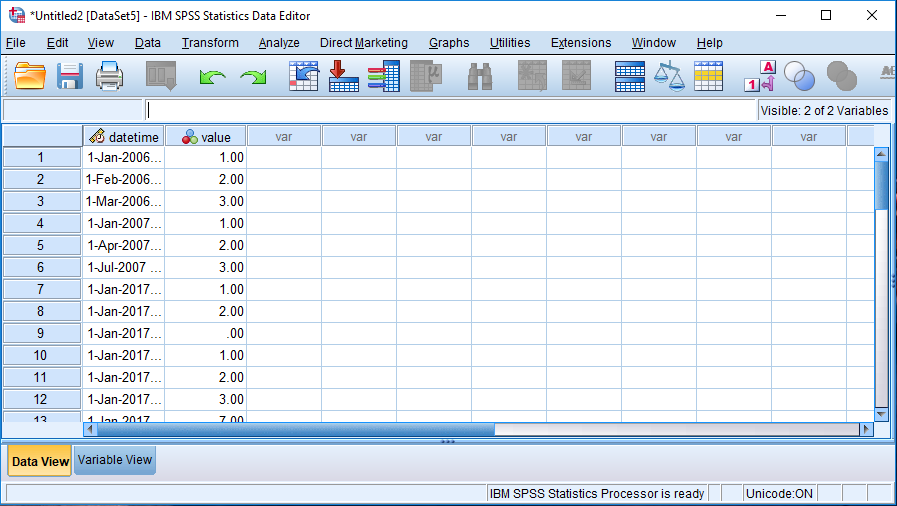 *Untitled2 [DataSet5] - IBM SPSS Statistics Data Editor
File Edit View Data Transform Analyze Direct Marketing Graphs Utilities Extensions Window Help
Visible: 2 of 2 Variables
datetime value var var var var var var var var
1 1-Jan-2006... 1.00
2 1-Feb-2006... 2.00
3 1-Mar-2006... 3.00
4 1-Jan-2007... 1.00
5 1-Apr-2007... 2.00
6 1-Jul-2007 ... 3.00
7 1-Jan-2017... 1.00
8 1-Jan-2017... 2.00
9 1-Jan-2017... .00
10 1-Jan-2017... 1.00
11 1-Jan-2017... 2.00
12 1-Jan-2017... 3.00
13 1-Jan-2017... 7.00
Data View Variable View
IBM SPSS Statistics Processor is ready Unicode:ON